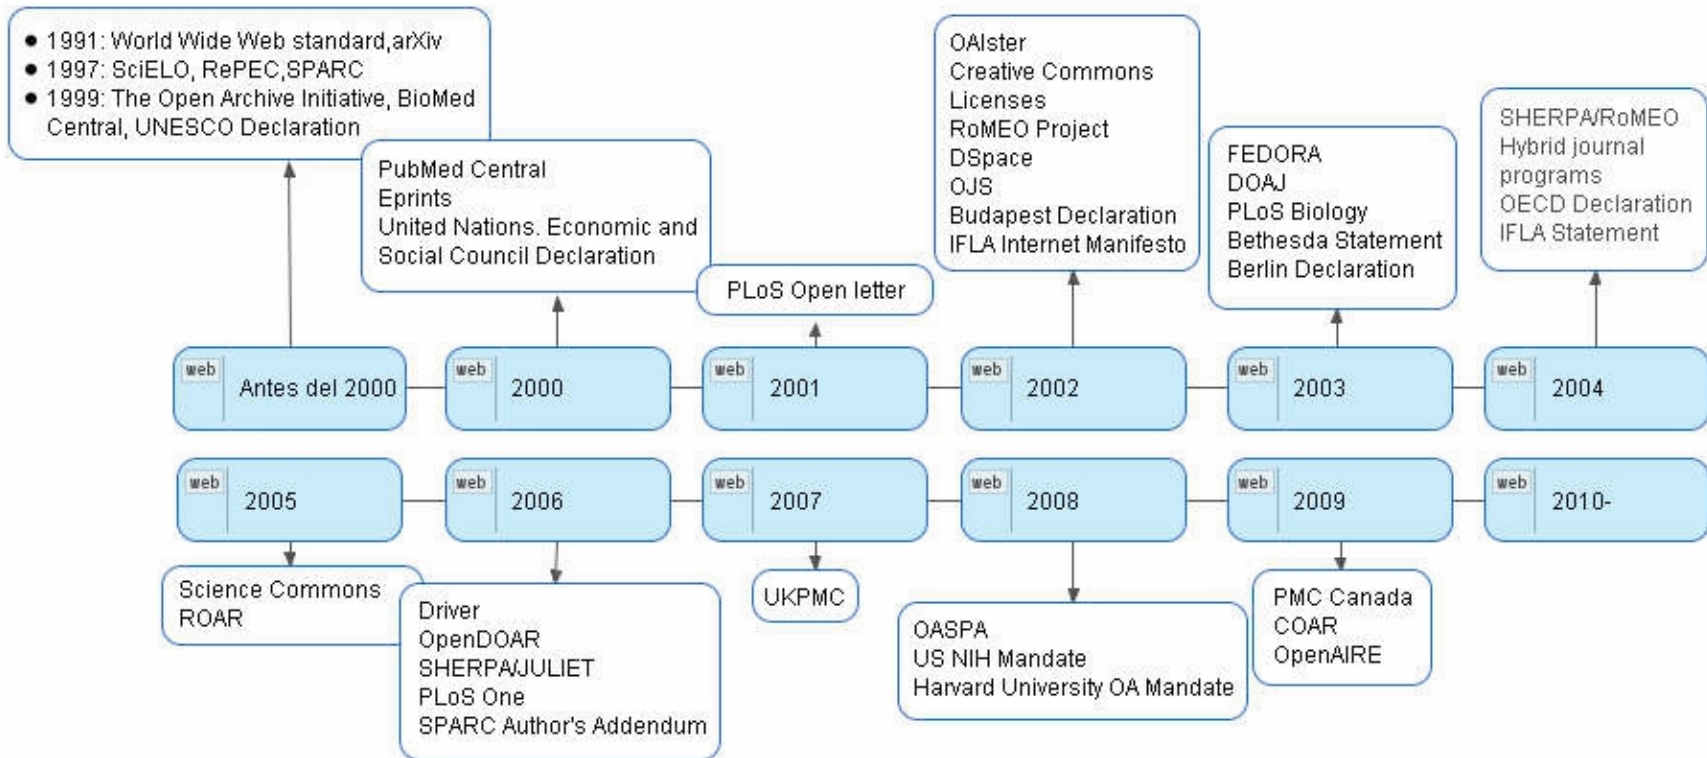 ● 1991: World Wide Web standard,arXiv
● 1997: SciELO, RePEC,SPARC
● 1999: The Open Archive Initiative, BioMed
Central, UNESCO Declaration
PubMed Central
Eprints
United Nations. Economic and
Social Council Declaration
PLoS Open letter
OAIster
Creative Commons
Licenses
RoMEO Project
DSpace
OJS
Budapest Declaration
IFLA Internet Manifesto
FEDORA
DOAJ
PLoS Biology
Bethesda Statement
Berlin Declaration
SHERPA/RoMEO
Hybrid journal
programs
OECD Declaration
IFLA Statement
web
Antes del 2000
web
2000
web
2001
web
2002
web
2003
web
2004
web
2005
web
2006
web
2007
web
2008
web
2009
web
2010-
Science Commons
ROAR
Driver
OpenDOAR
SHERPA/JULIET
PLoS One
SPARC Author's Addendum
UKPMC
OASPA
US NIH Mandate
Harvard University OA Mandate
PMC Canada
COAR
OpenAIRE